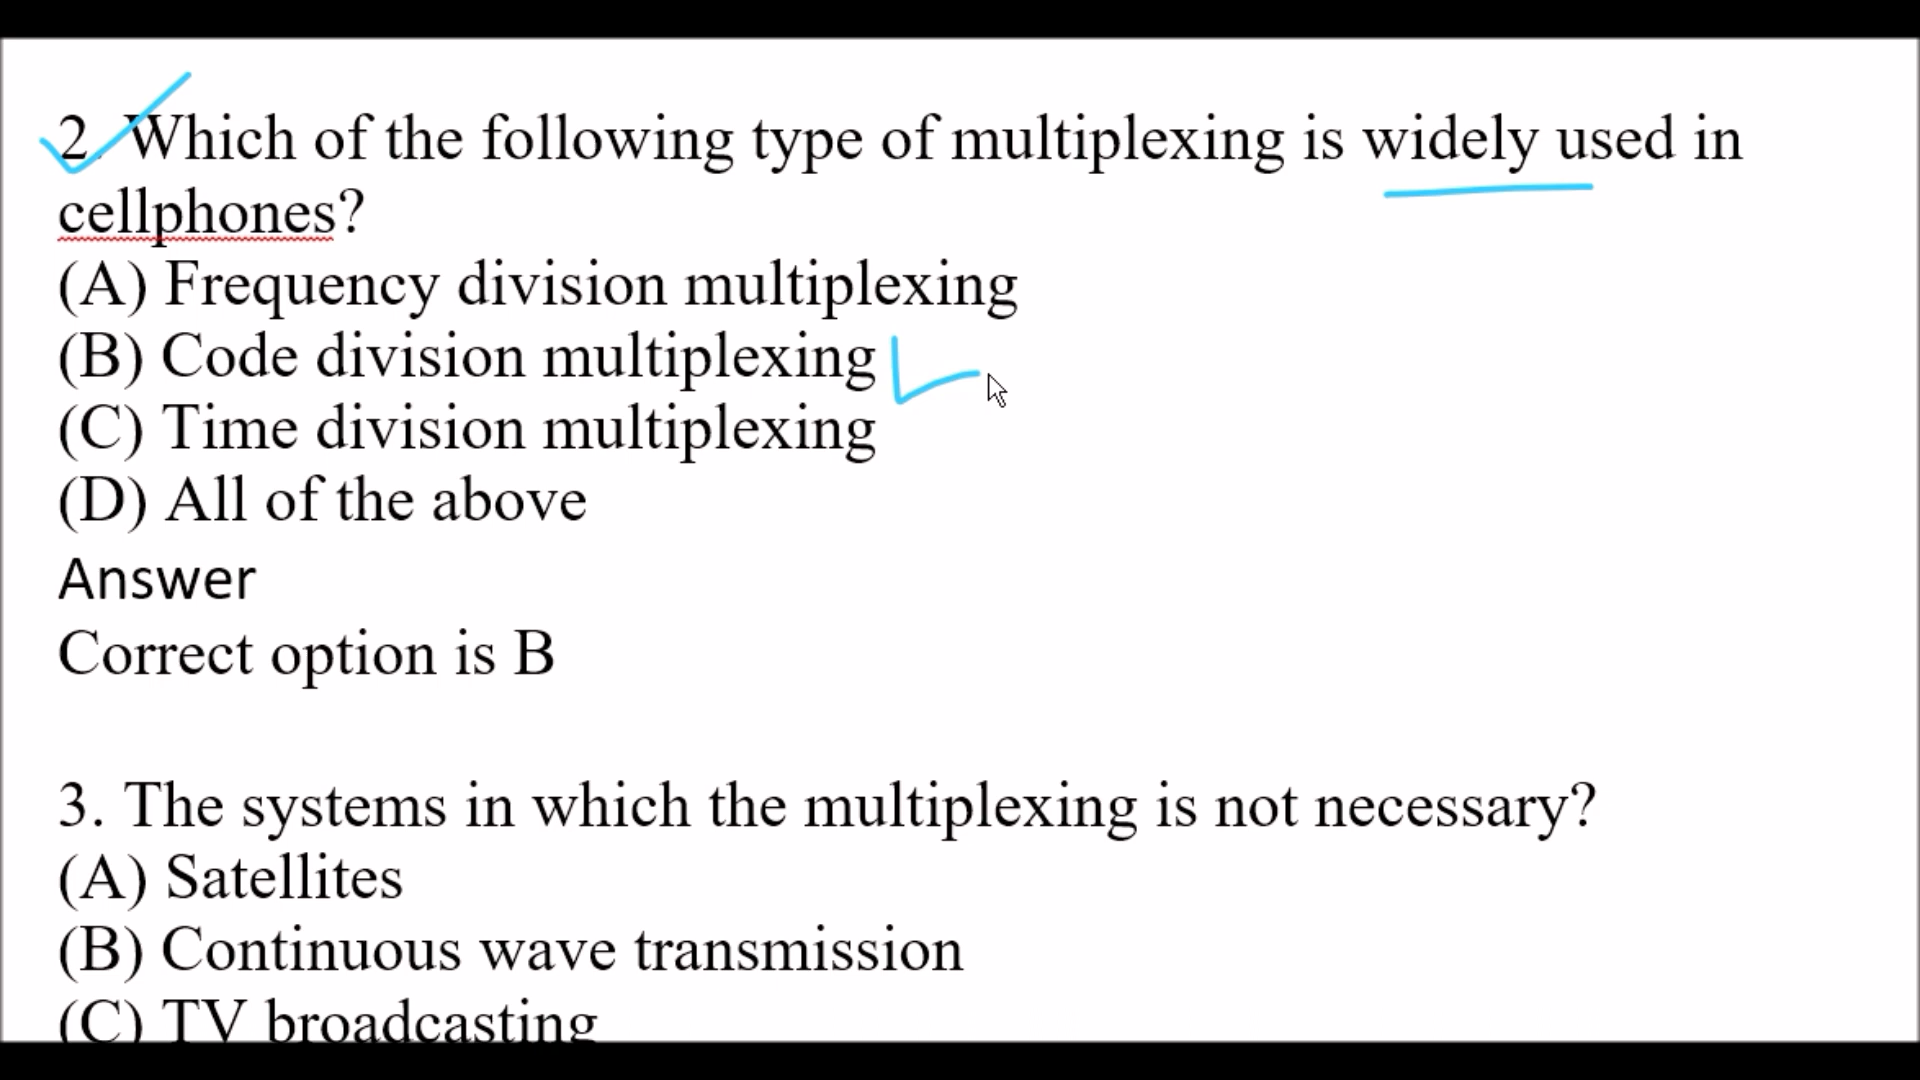 2. Which of the following type of multiplexing is widely used in
cellphones?
(A) Frequency division multiplexing
(B) Code division multiplexing
(C) Time division multiplexing
(D) All of the above
Answer
Correct option is B
3. The systems in which the multiplexing is not necessary?
(A) Satellites
(B) Continuous wave transmission
(C) TV broadcasting